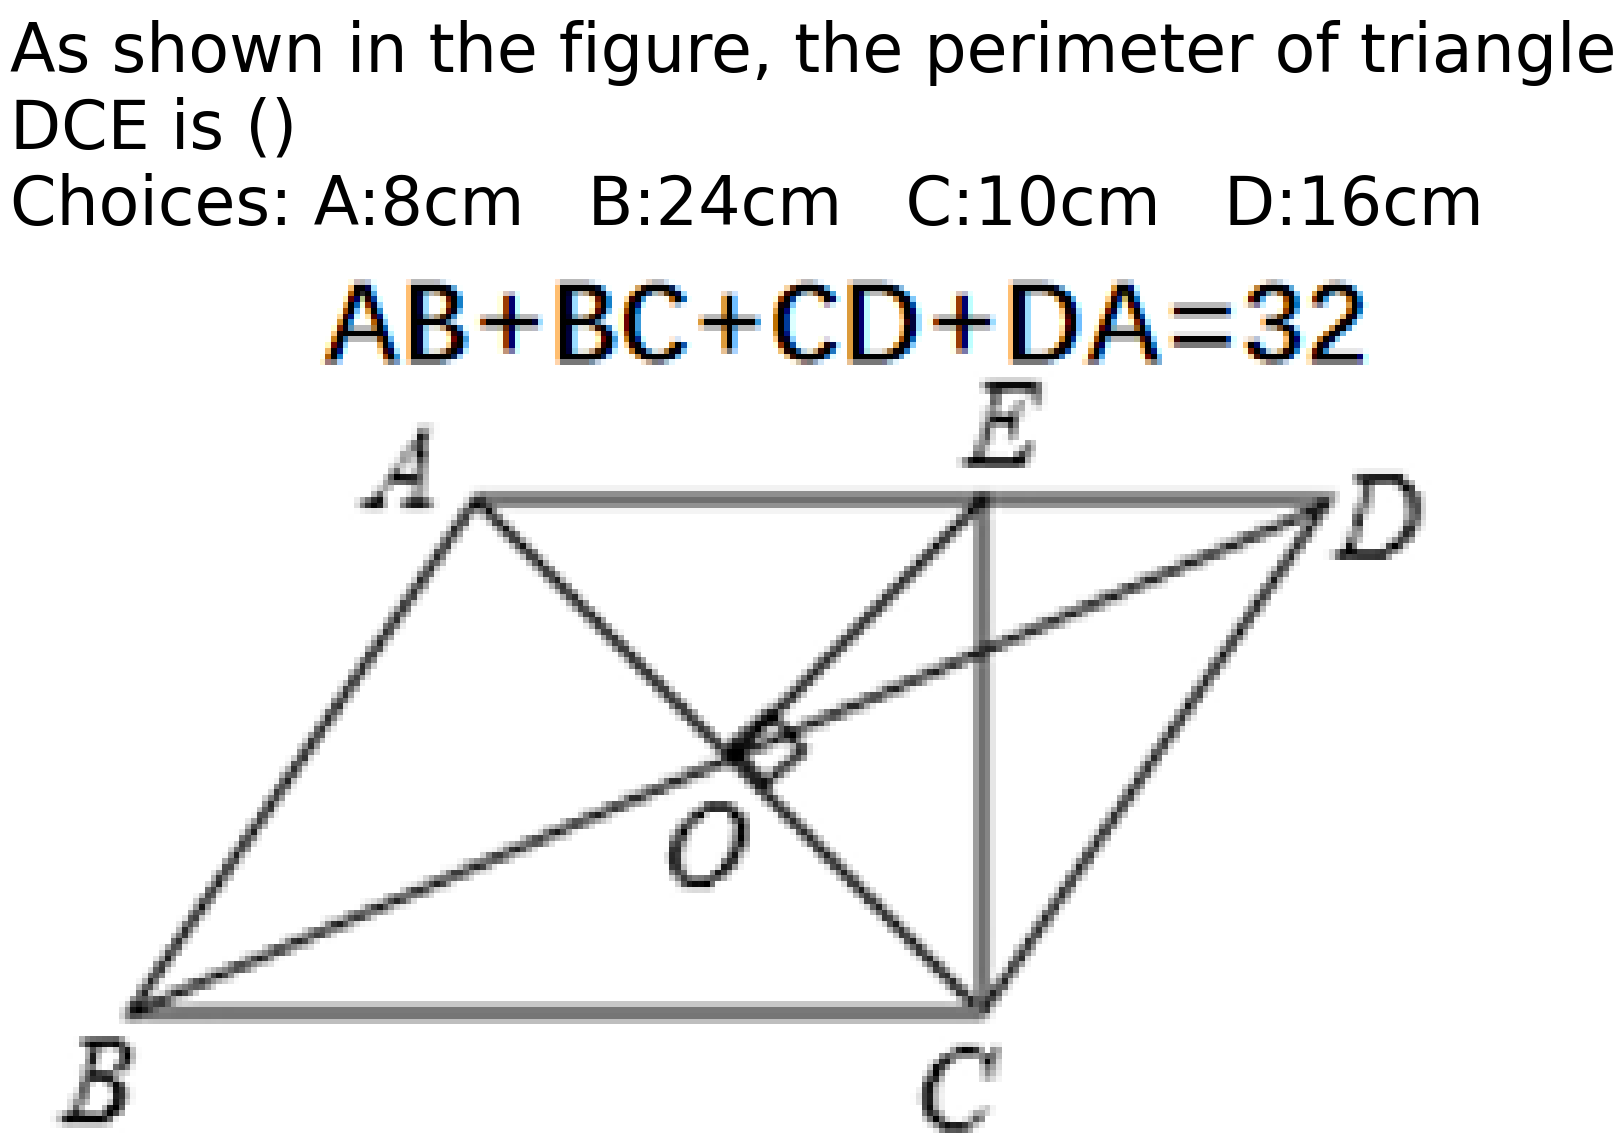 As shown in the figure, the perimeter of triangle
DCE is ()
Choices: A:8cm B:24cm C:10cm D:16cm
AB+BC+CD+DA=32
E
A
D
O
B
C